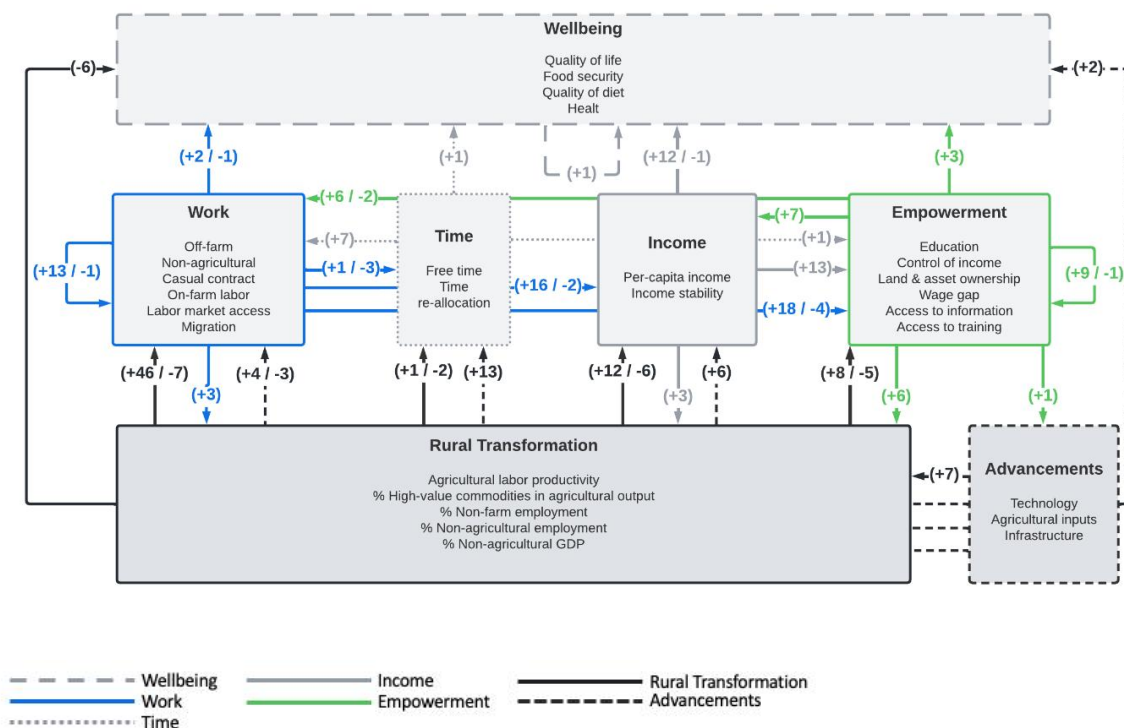 Wellbeing
Quality of life
Food security
Quality of diet
Healt
(-6)
(+2)
(+2 / -1)
(+1)
(+1)
(+12 / -1)
(+3)
Work
Off-farm
Non-agricultural
Casual contract
On-farm labor
Labor market access
Migration
(+13 / -1)
(+6 / -2)
(+7)
(+1 / -3)
Time
Free time
Time
re-allocation
(+16 / -2)
Income
Per-capita income
Income stability
(+7)
(+1)
(+13)
(+18 / -4)
Empowerment
Education
Control of income
Land & asset ownership
Wage gap
Access to information
Access to training
(+9 / -1)
(+46 / -7)
(+3)
(+4 / -3)
(+1 / -2)
(+13)
(+12 / -6)
(+3)
(+6)
(+8 / -5)
(+6)
(+1)
Rural Transformation
Agricultural labor productivity
% High-value commodities in agricultural output
% Non-farm employment
% Non-agricultural employment
% Non-agricultural GDP
(+7)
Advancements
Technology
Agricultural inputs
Infrastructure
Wellbeing
Work
Time
Income
Empowerment
Rural Transformation
Advancements